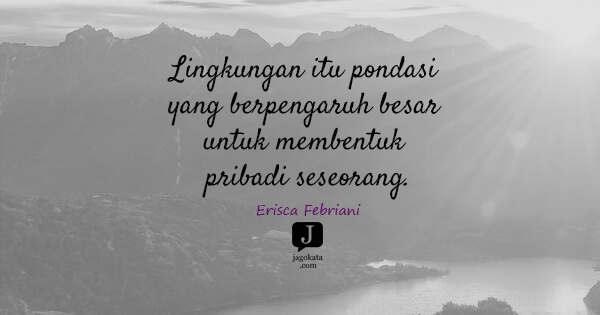 Lingkungan itu pondasi
yang berpengaruh besar
untuk membentuk
pribadi seseorang.
Erisca Febriani
J
jagokata
.com